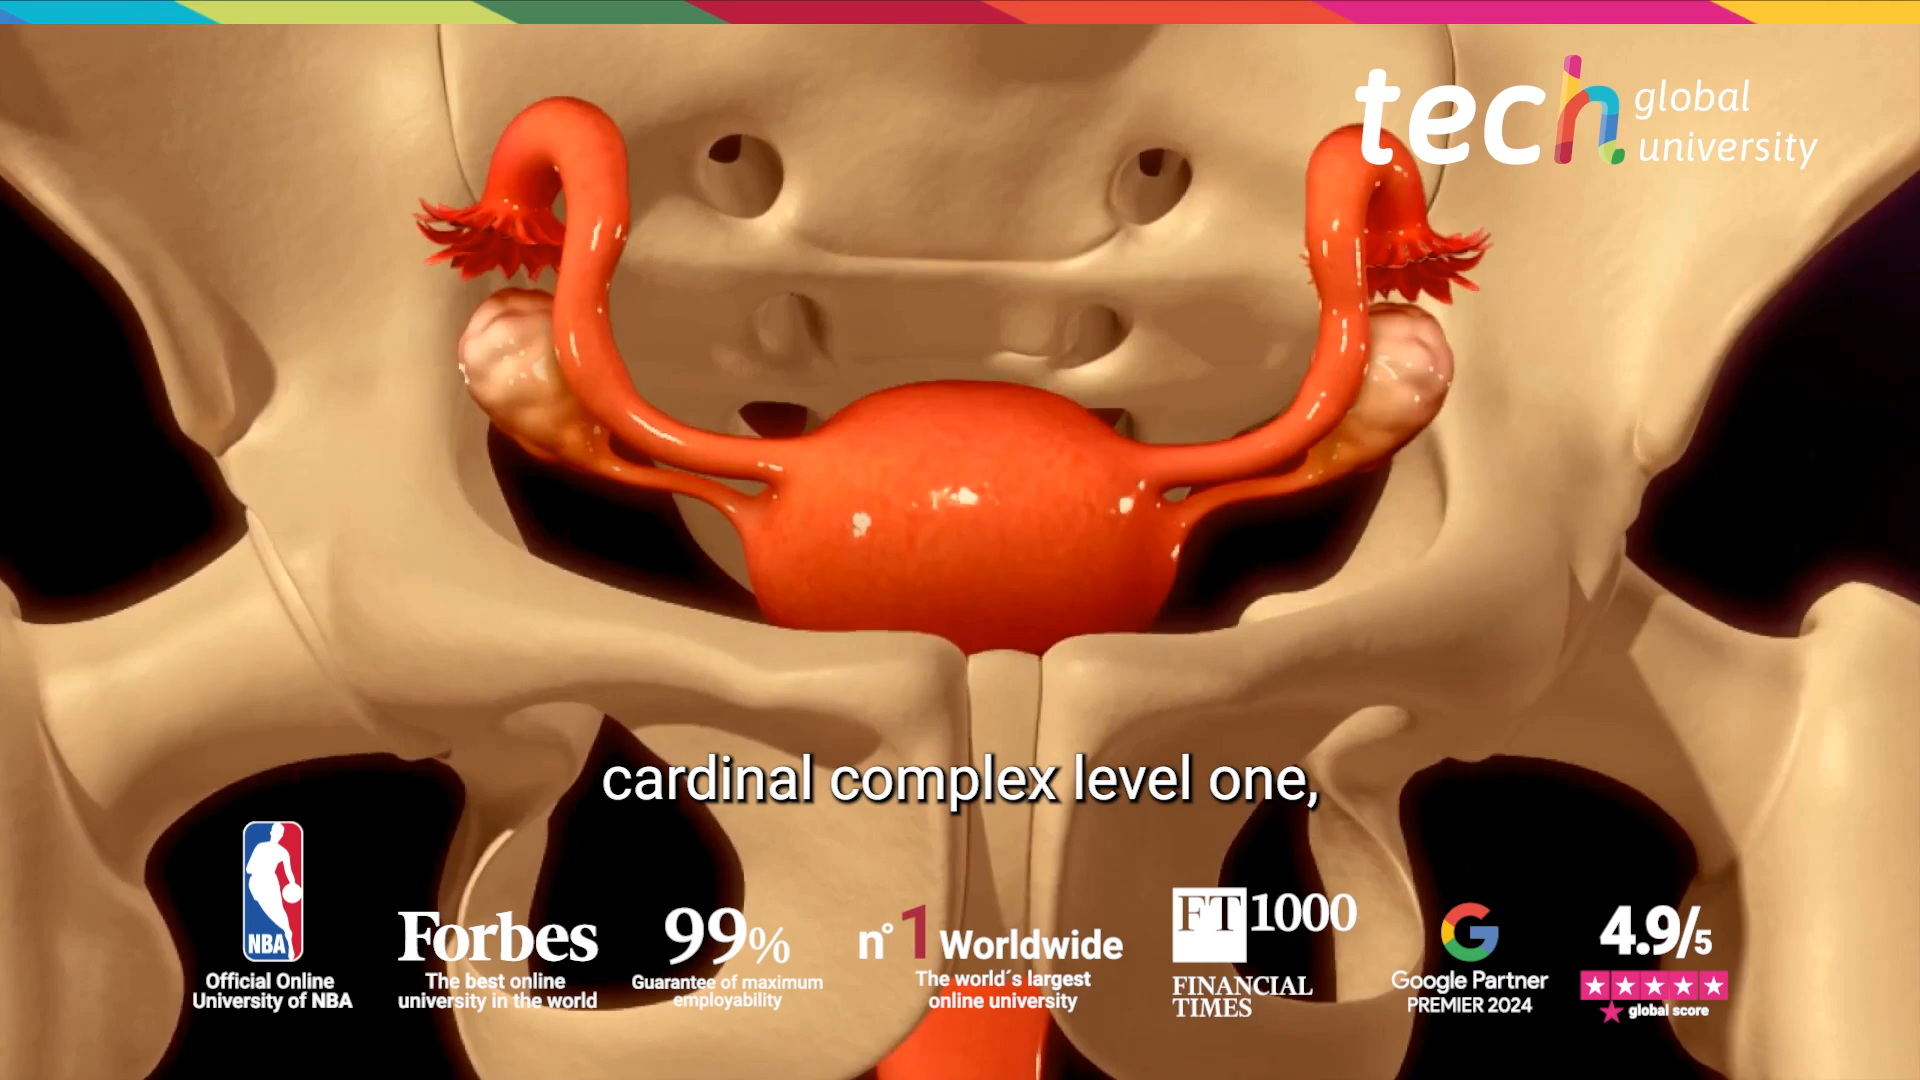 tech global
university
cardinal complex level one,
NBA
Official Online
University of NBA
Forbes
The best online
university in the world
99%
Guarantee of maximum
employability
n°1 Worldwide
The world´s largest
online university
FT 1000
FINANCIAL
TIMES
G
Google Partner
PREMIER 2024
4.9/5
global score